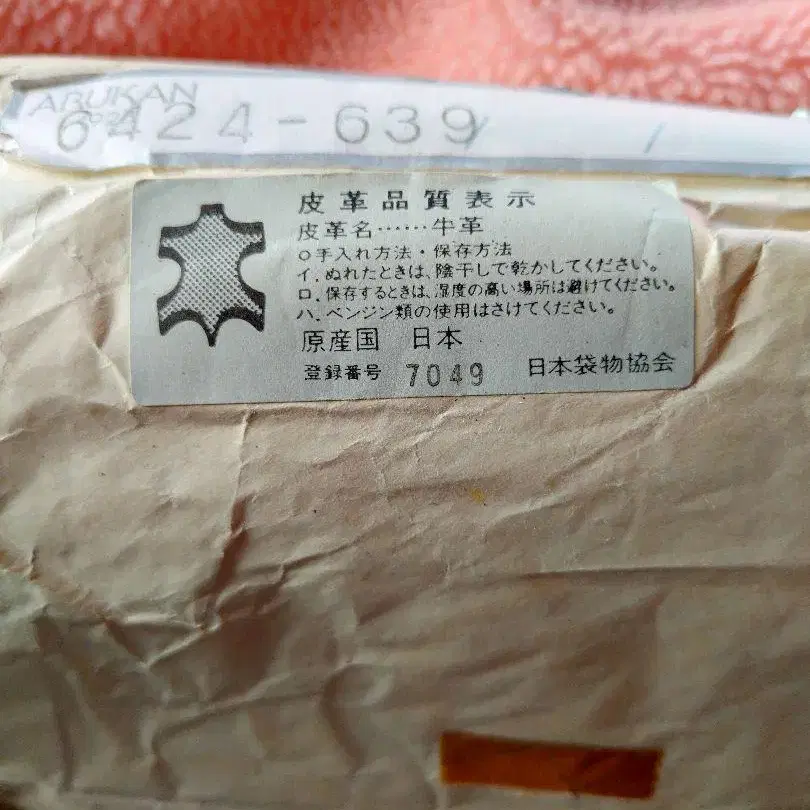 ARUKAN
6424-639
皮革品質表示
皮革名……牛革
○手入れ方法・保存方法
イ.ぬれたときは、陰干しで乾かしてください。
ロ.保存するときは、湿度の高い場所は避けてください。
ハ.ベンジン類の使用はさけてください。
原産国 日本
登録番号 7049 日本袋物協会